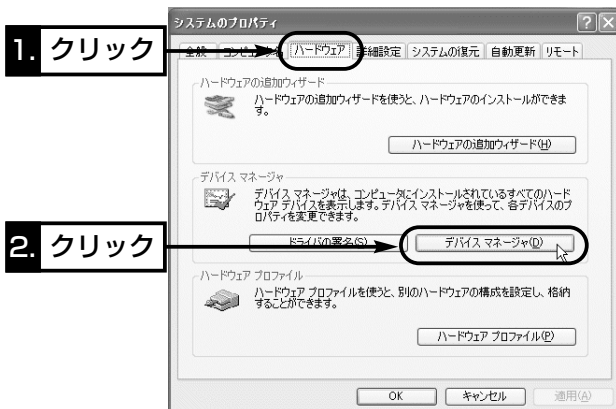 システムのプロパティ
1. クリック
全般 コンピュータ名 ハードウェア 詳細設定 システムの復元 自動更新 リモート
ハードウェアの追加ウィザード
ハードウェアの追加ウィザードを使うと、ハードウェアのインストールができま
す。
ハードウェアの追加ウィザード(H)
デバイス マネージャ
デバイス マネージャは、コンピュータにインストールされているすべてのハード
ウェア デバイスを表示します。デバイス マネージャを使って、各デバイスのプ
ロパティを変更できます。
2. クリック
ドライバの署名(S) デバイス マネージャ(D)
ハードウェア プロファイル
ハードウェア プロファイルを使うと、別のハードウェアの構成を設定し、格納
することができます。
ハードウェア プロファイル(P)
OK キャンセル 適用(A)